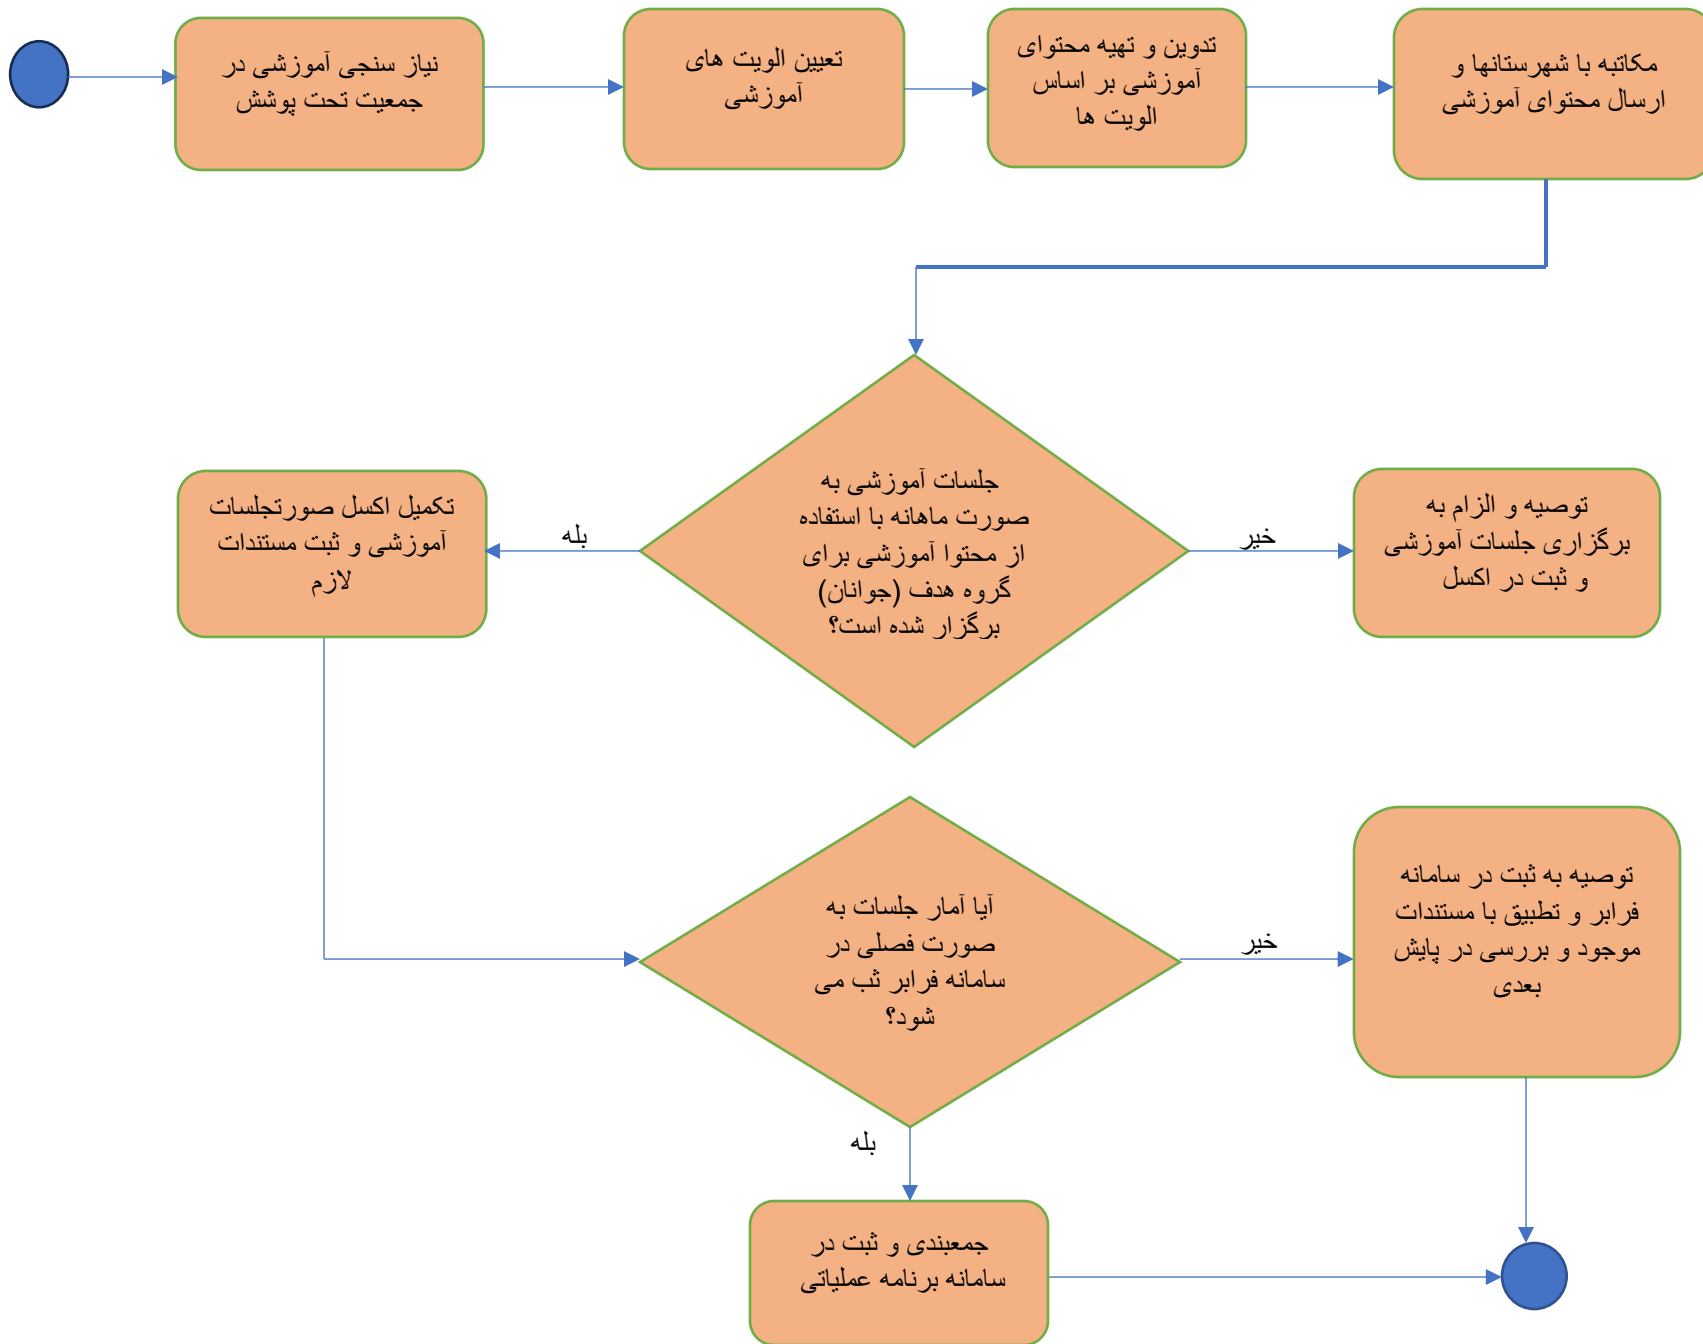 نیاز سنجی آموزشی در
جمعیت تحت پوشش
تعیین الویت های
آموزشی
تدوین و تهیه محتوای
آموزشی بر اساس
الویت ها
مکاتبه با شهرستانها و
ارسال محتوای آموزشی
جلسات آموزشی به
صورت ماهانه با استفاده
از محتوا آموزشی برای
گروه هدف (جوانان)
برگزار شده است؟
خیر
توصیه و الزام به
برگزاری جلسات آموزشی
و ثبت در اکسل
بله
تکمیل اکسل صورتجلسات
آموزشی و ثبت مستندات
لازم
آیا آمار جلسات به
صورت فصلی در
سامانه فرابر ثب می
شود؟
خیر
توصیه به ثبت در سامانه
فرابر و تطبیق با مستندات
موجود و بررسی در پایش
بعدی
بله
جمعبندی و ثبت در
سامانه برنامه عملیاتی